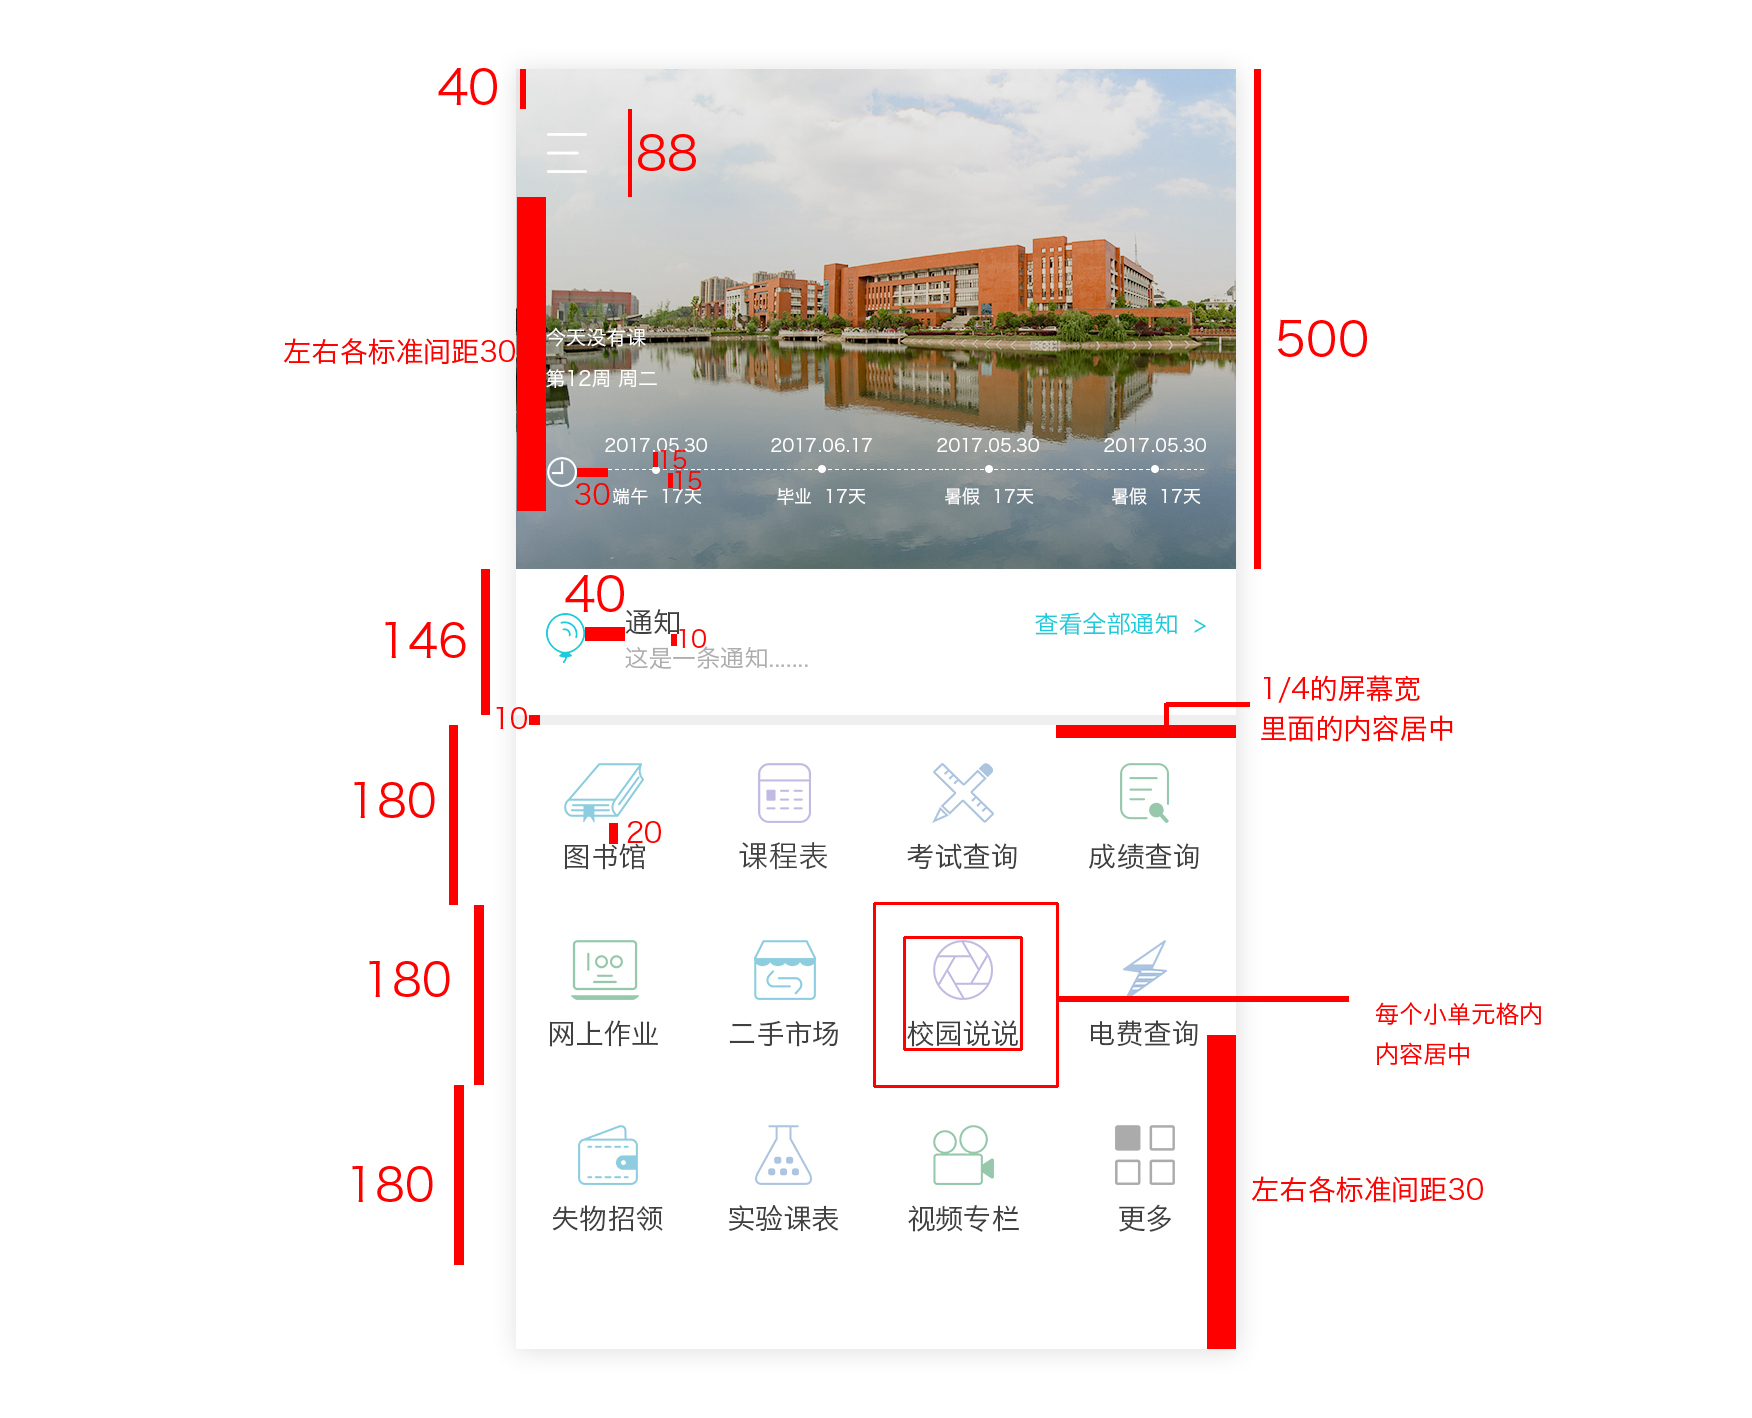 40
88
500
左右各标准间距30
今天没有课
第12周 周二
2017.05.30
2017.06.17
2017.05.30
2017.05.30
15
15
30
端午 17天
毕业 17天
暑假 17天
暑假 17天
40
146
通知
10
查看全部通知 >
这是一条通知.......
10
1/4的屏幕宽
里面的内容居中
180
20
图书馆
课程表
考试查询
成绩查询
180
网上作业
二手市场
校园说说
电费查询
每个小单元格内
内容居中
180
失物招领
实验课表
视频专栏
更多
左右各标准间距30